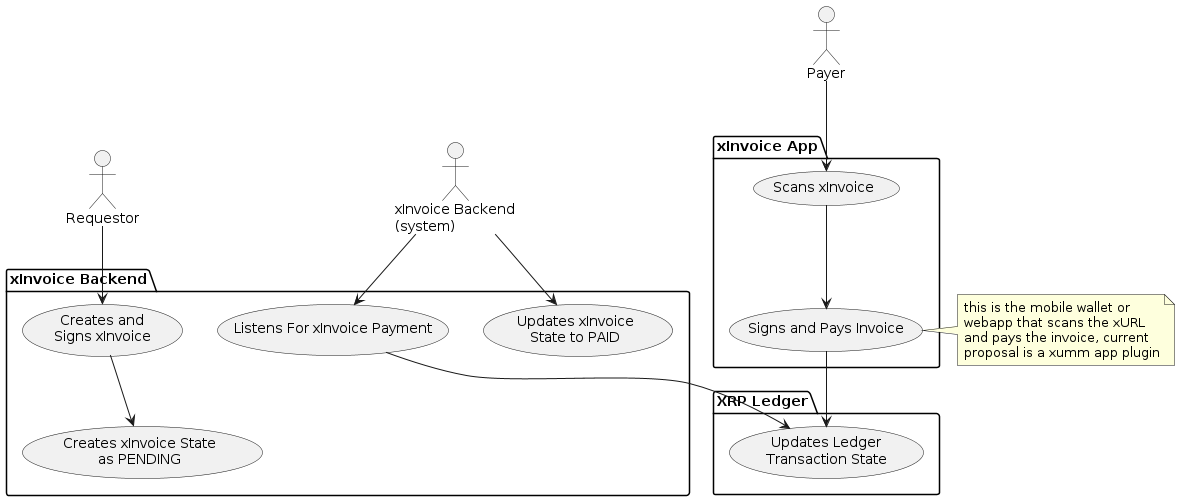 Payer
xInvoice App
Scans xInvoice
Requestor
xInvoice Backend
(system)
xInvoice Backend
Creates and
Signs xInvoice
Listens For xInvoice Payment
Updates xInvoice
State to PAID
Signs and Pays Invoice
this is the mobile wallet or
webapp that scans the xURL
and pays the invoice, current
proposal is a xumm app plugin
XRP Ledger
Creates xInvoice State
as PENDING
Updates Ledger
Transaction State